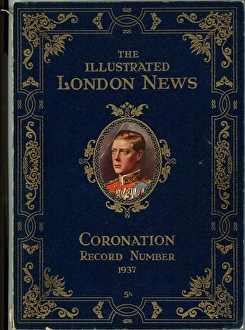 THE
ILLUSTRATED
LONDON NEWS
CORONATION
RECORD NUMBER
1937
5/-